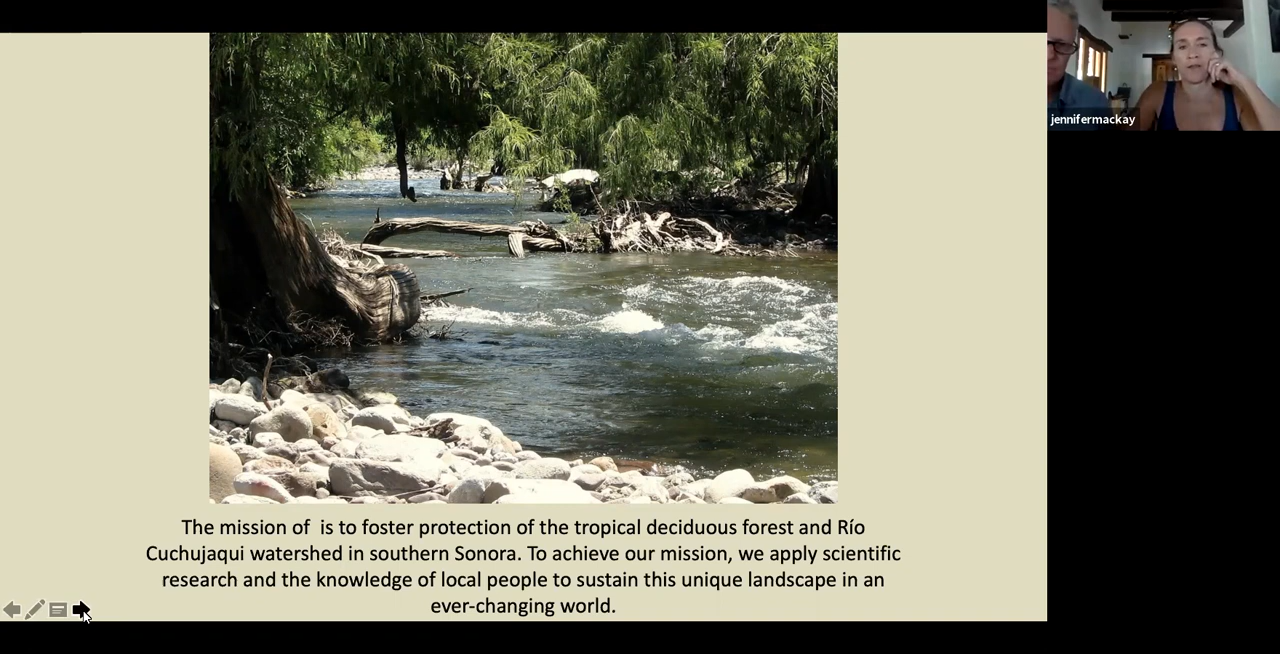 jennifermackay
The mission of  is to foster protection of the tropical deciduous forest and Río
Cuchujaqui watershed in southern Sonora. To achieve our mission, we apply scientific
research and the knowledge of local people to sustain this unique landscape in an
ever-changing world.